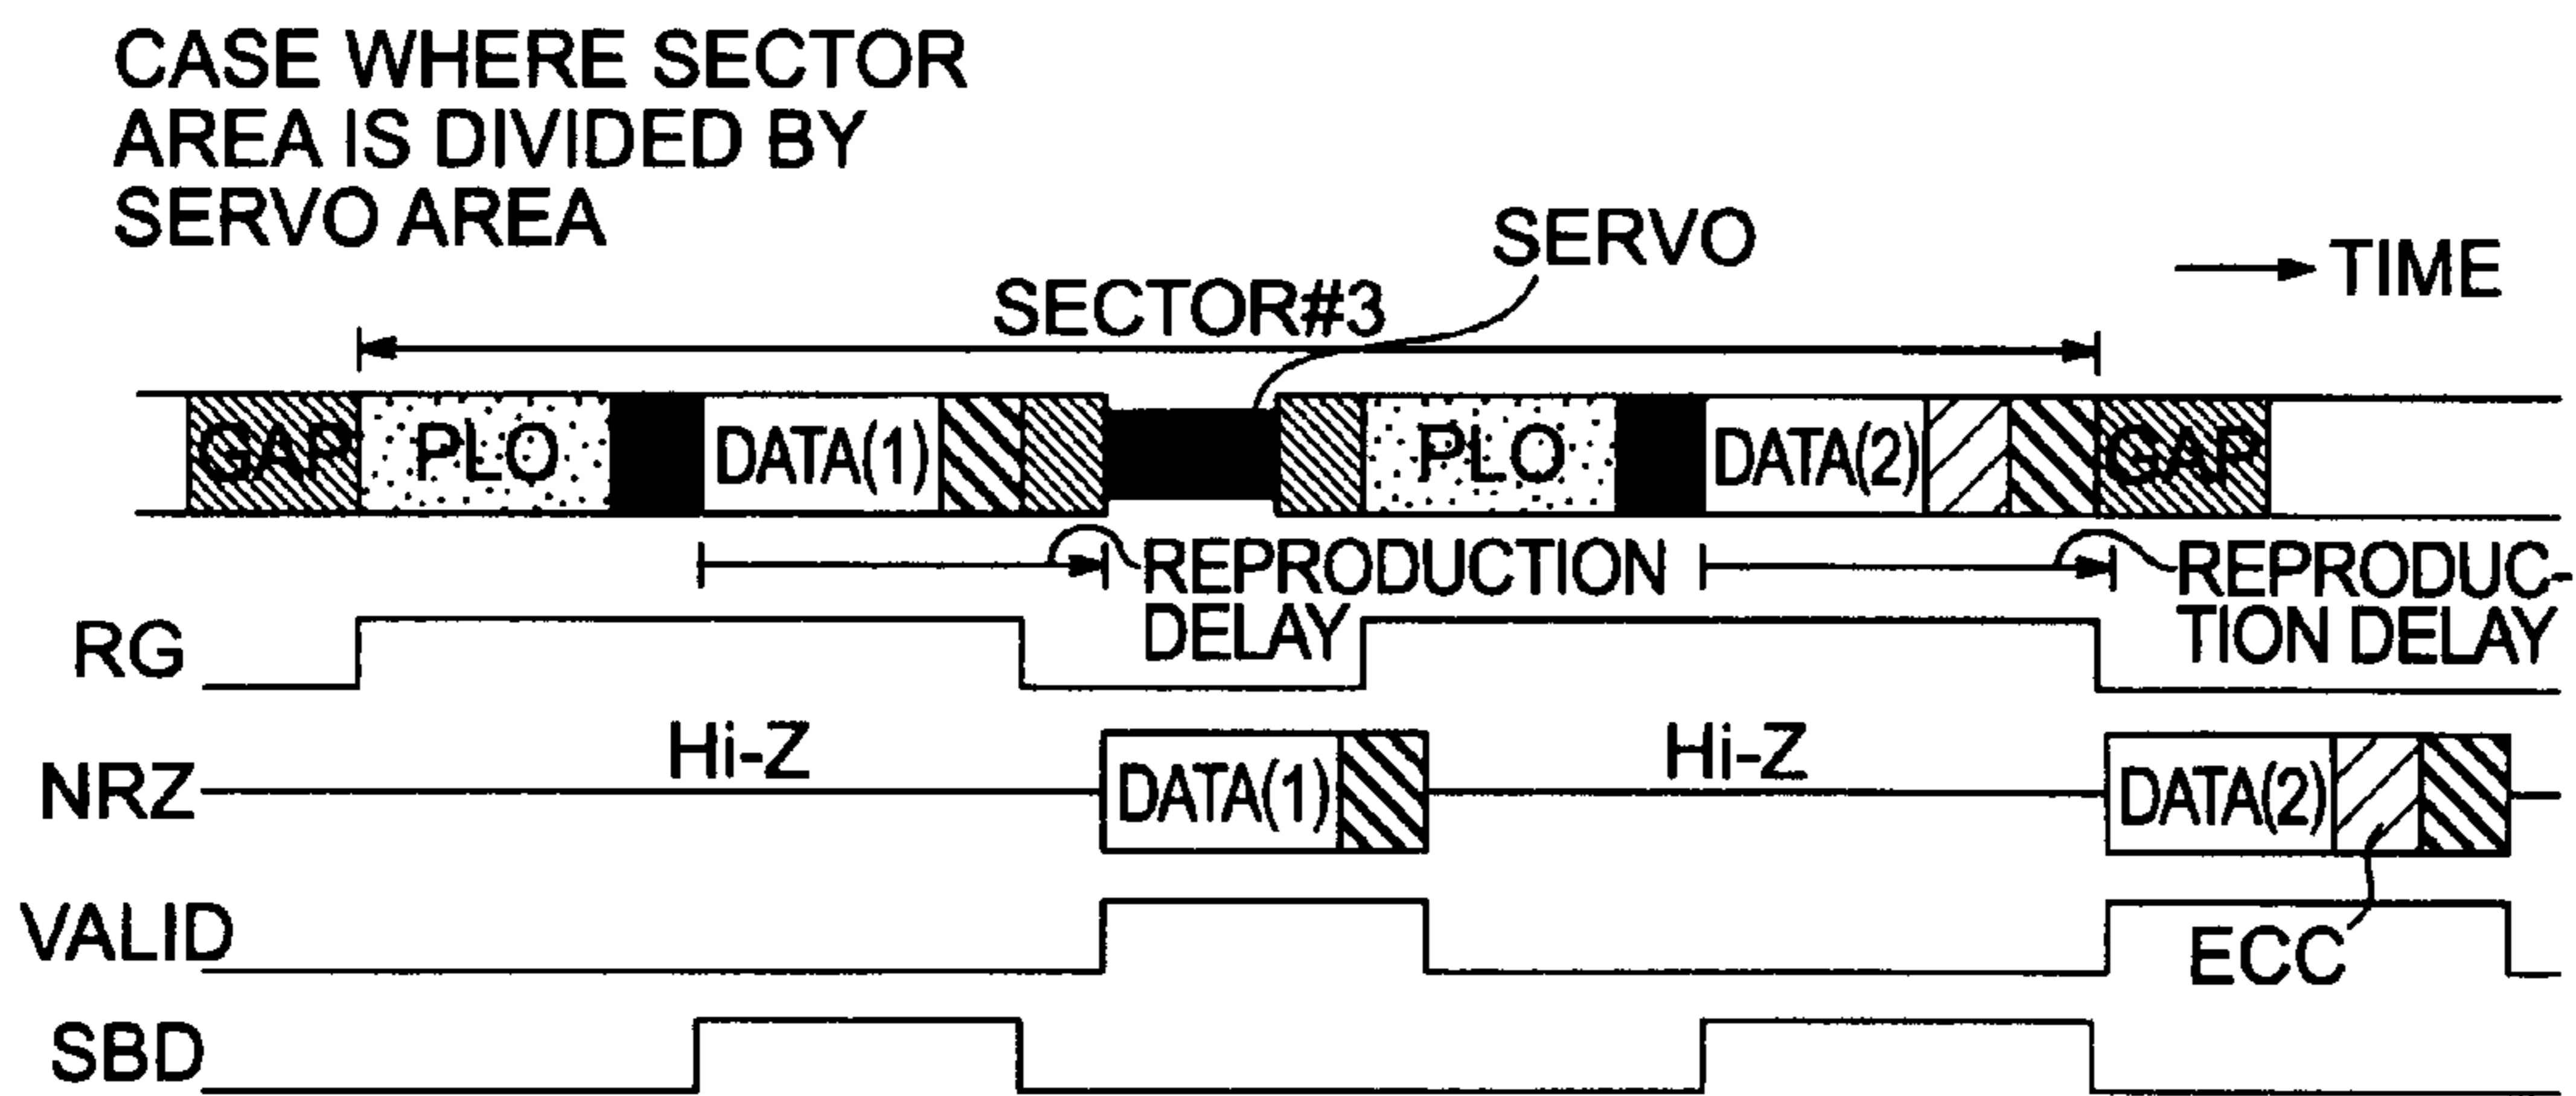 CASE WHERE SECTOR
AREA IS DIVIDED BY
SERVO AREA
SERVO
TIME
SECTOR#3
GAP PLO DATA(1) PLO DATA(2) GAP
REPRODUCTION
DELAY
REPRODUC-
TION DELAY
RG
Hi-Z Hi-Z
NRZ DATA(1) DATA(2)
VALID
ECC
SBD